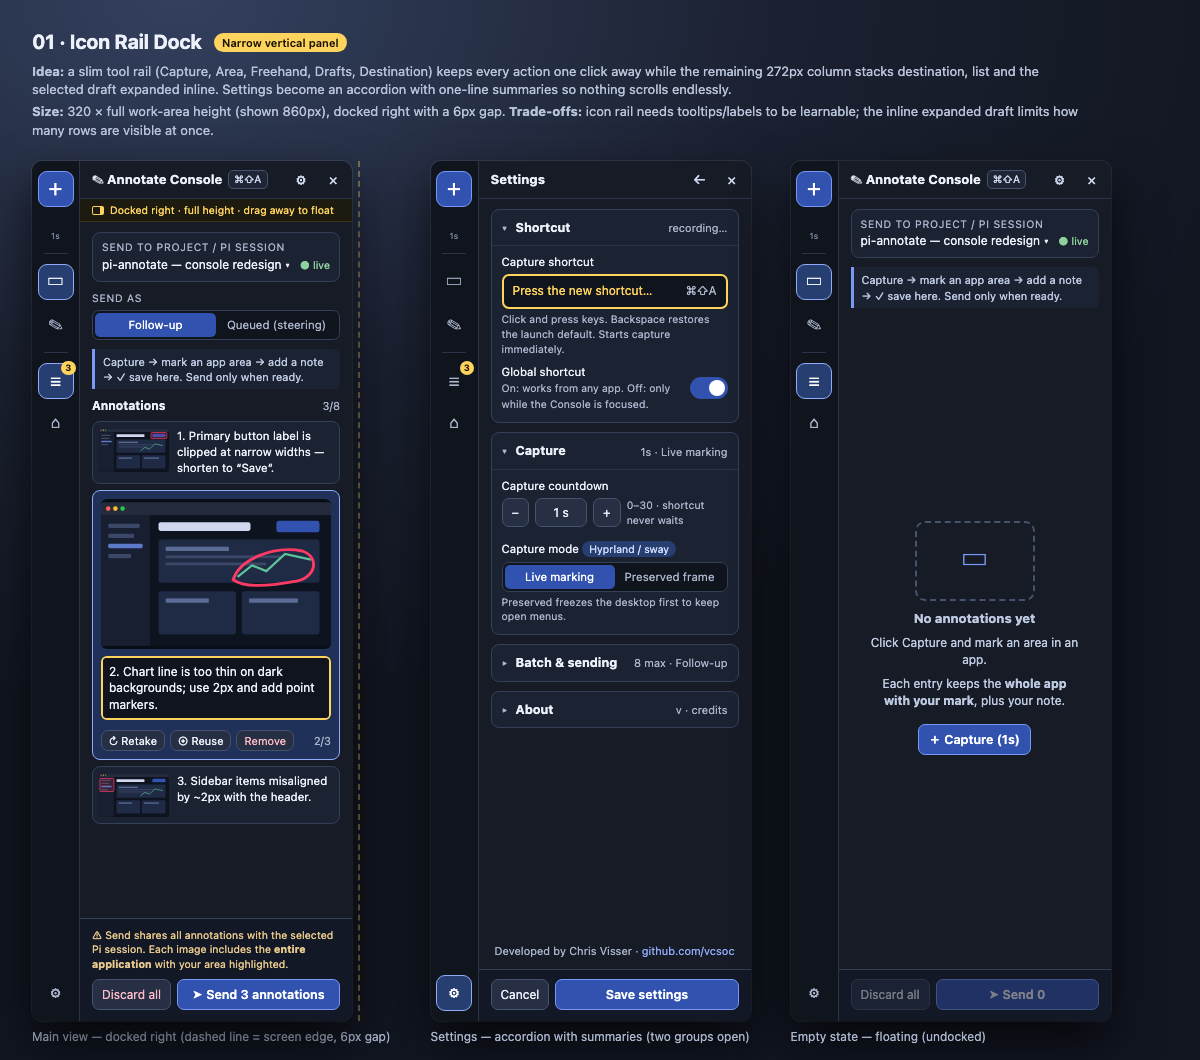 01 · Icon Rail Dock Narrow vertical panel
Idea: a slim tool rail (Capture, Area, Freehand, Drafts, Destination) keeps every action one click away while the remaining 272px column stacks destination, list and the
selected draft expanded inline. Settings become an accordion with one-line summaries so nothing scrolls endlessly.
Size: 320 × full work-area height (shown 860px), docked right with a 6px gap. Trade-offs: icon rail needs tooltips/labels to be learnable; the inline expanded draft limits how
many rows are visible at once.
+
1s
3
✎ Annotate Console ⌘⇧A ⚙ ×
Docked right · full height · drag away to float
SEND TO PROJECT / PI SESSION
pi-annotate — console redesign ▾ ● live
SEND AS
Follow-up Queued (steering)
Capture → mark an app area → add a note
→ ✓ save here. Send only when ready.
Annotations 3/8
1. Primary button label is
clipped at narrow widths —
shorten to “Save”.
2. Chart line is too thin on dark
backgrounds; use 2px and add point
markers.
↻ Retake ⊙ Reuse Remove 2/3
3. Sidebar items misaligned
by ~2px with the header.
⚠ Send shares all annotations with the selected
Pi session. Each image includes the entire
application with your area highlighted.
Discard all ➤ Send 3 annotations
Main view — docked right (dashed line = screen edge, 6px gap)
+
1s
3
Settings ← ×
▾ Shortcut recording…
Capture shortcut
Press the new shortcut… ⌘⇧A
Click and press keys. Backspace restores
the launch default. Starts capture
immediately.
Global shortcut
On: works from any app. Off: only
while the Console is focused.
▾ Capture 1s · Live marking
Capture countdown
− 1 s + 0–30 · shortcut
never waits
Capture mode Hyprland / sway
Live marking Preserved frame
Preserved freezes the desktop first to keep
open menus.
▸ Batch & sending 8 max · Follow-up
▸ About v · credits
Developed by Chris Visser · github.com/vcsoc
Cancel Save settings
Settings — accordion with summaries (two groups open)
+
1s
✎ Annotate Console ⌘⇧A ⚙ ×
SEND TO PROJECT / PI SESSION
pi-annotate — console redesign ▾ ● live
Capture → mark an app area → add a note
→ ✓ save here. Send only when ready.
No annotations yet
Click Capture and mark an area in an
app.
Each entry keeps the whole app
with your mark, plus your note.
+ Capture (1s)
Discard all ➤ Send 0
Empty state — floating (undocked)